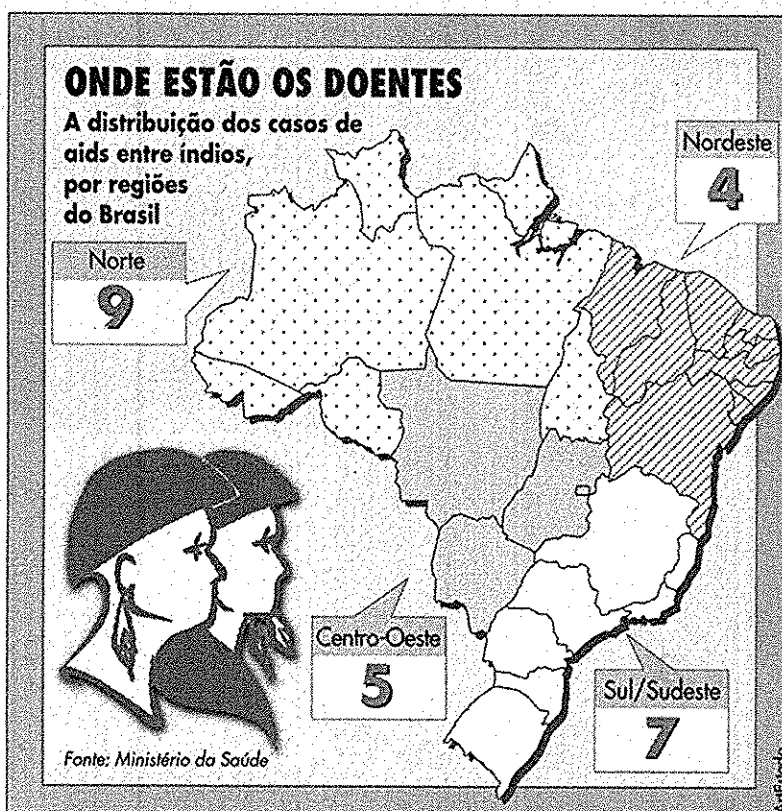 ONDE ESTÃO OS DOENTES
A distribuição dos casos de
aids entre índios,
por regiões
do Brasil
Nordeste
4
Norte
9
Centro-Oeste
5
Sul/Sudeste
7
Fonte: Ministério da Saúde